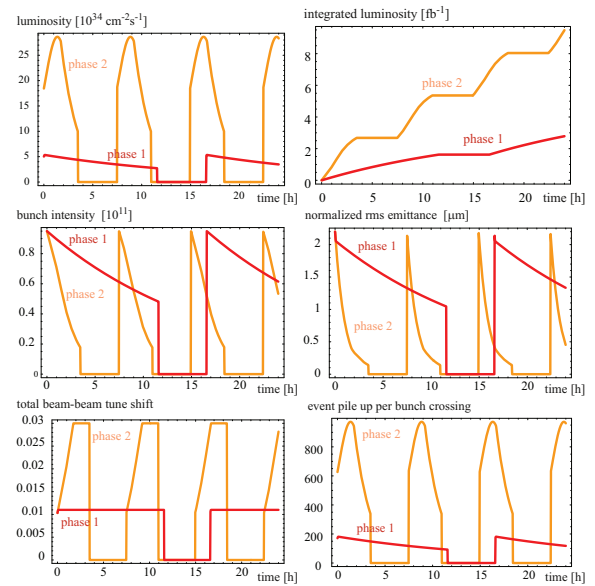 luminosity [10³⁴ cm⁻²s⁻¹]
30
25
20
15
10
5
0
phase 2
phase 1
0 5 10 15 20
time [h]
integrated luminosity [fb⁻¹]
8
6
4
2
0
phase 2
phase 1
0 5 10 15 20
time [h]
bunch intensity [10¹¹]
0.8
0.6
0.4
0.2
0
phase 1
phase 2
0 5 10 15 20
time [h]
normalized rms emittance [μm]
2
1.5
1
0.5
0
phase 1
phase 2
0 5 10 15 20
time [h]
total beam-beam tune shift
0.03
0.025
0.02
0.015
0.01
0.005
0
phase 2
phase 1
0 5 10 15 20
time [h]
event pile up per bunch crossing
800
600
400
200
0
phase 2
phase 1
0 5 10 15 20
time [h]